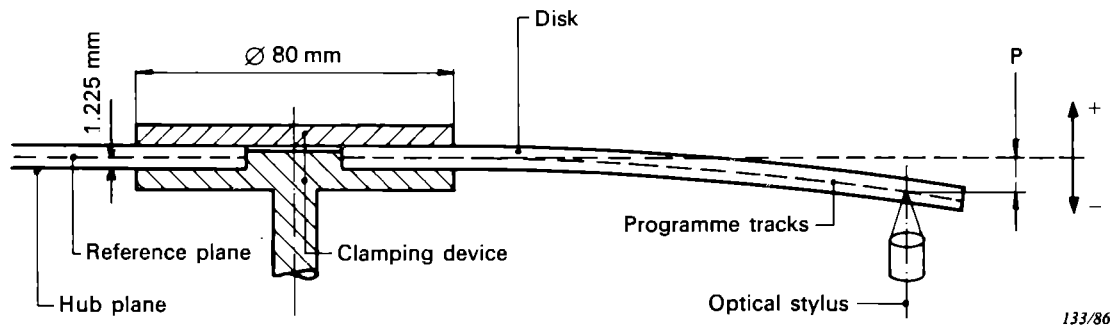 Disk
Ø 80 mm
P
1.225 mm
+
−
Programme tracks
Reference plane
Clamping device
Hub plane
Optical stylus
133/86